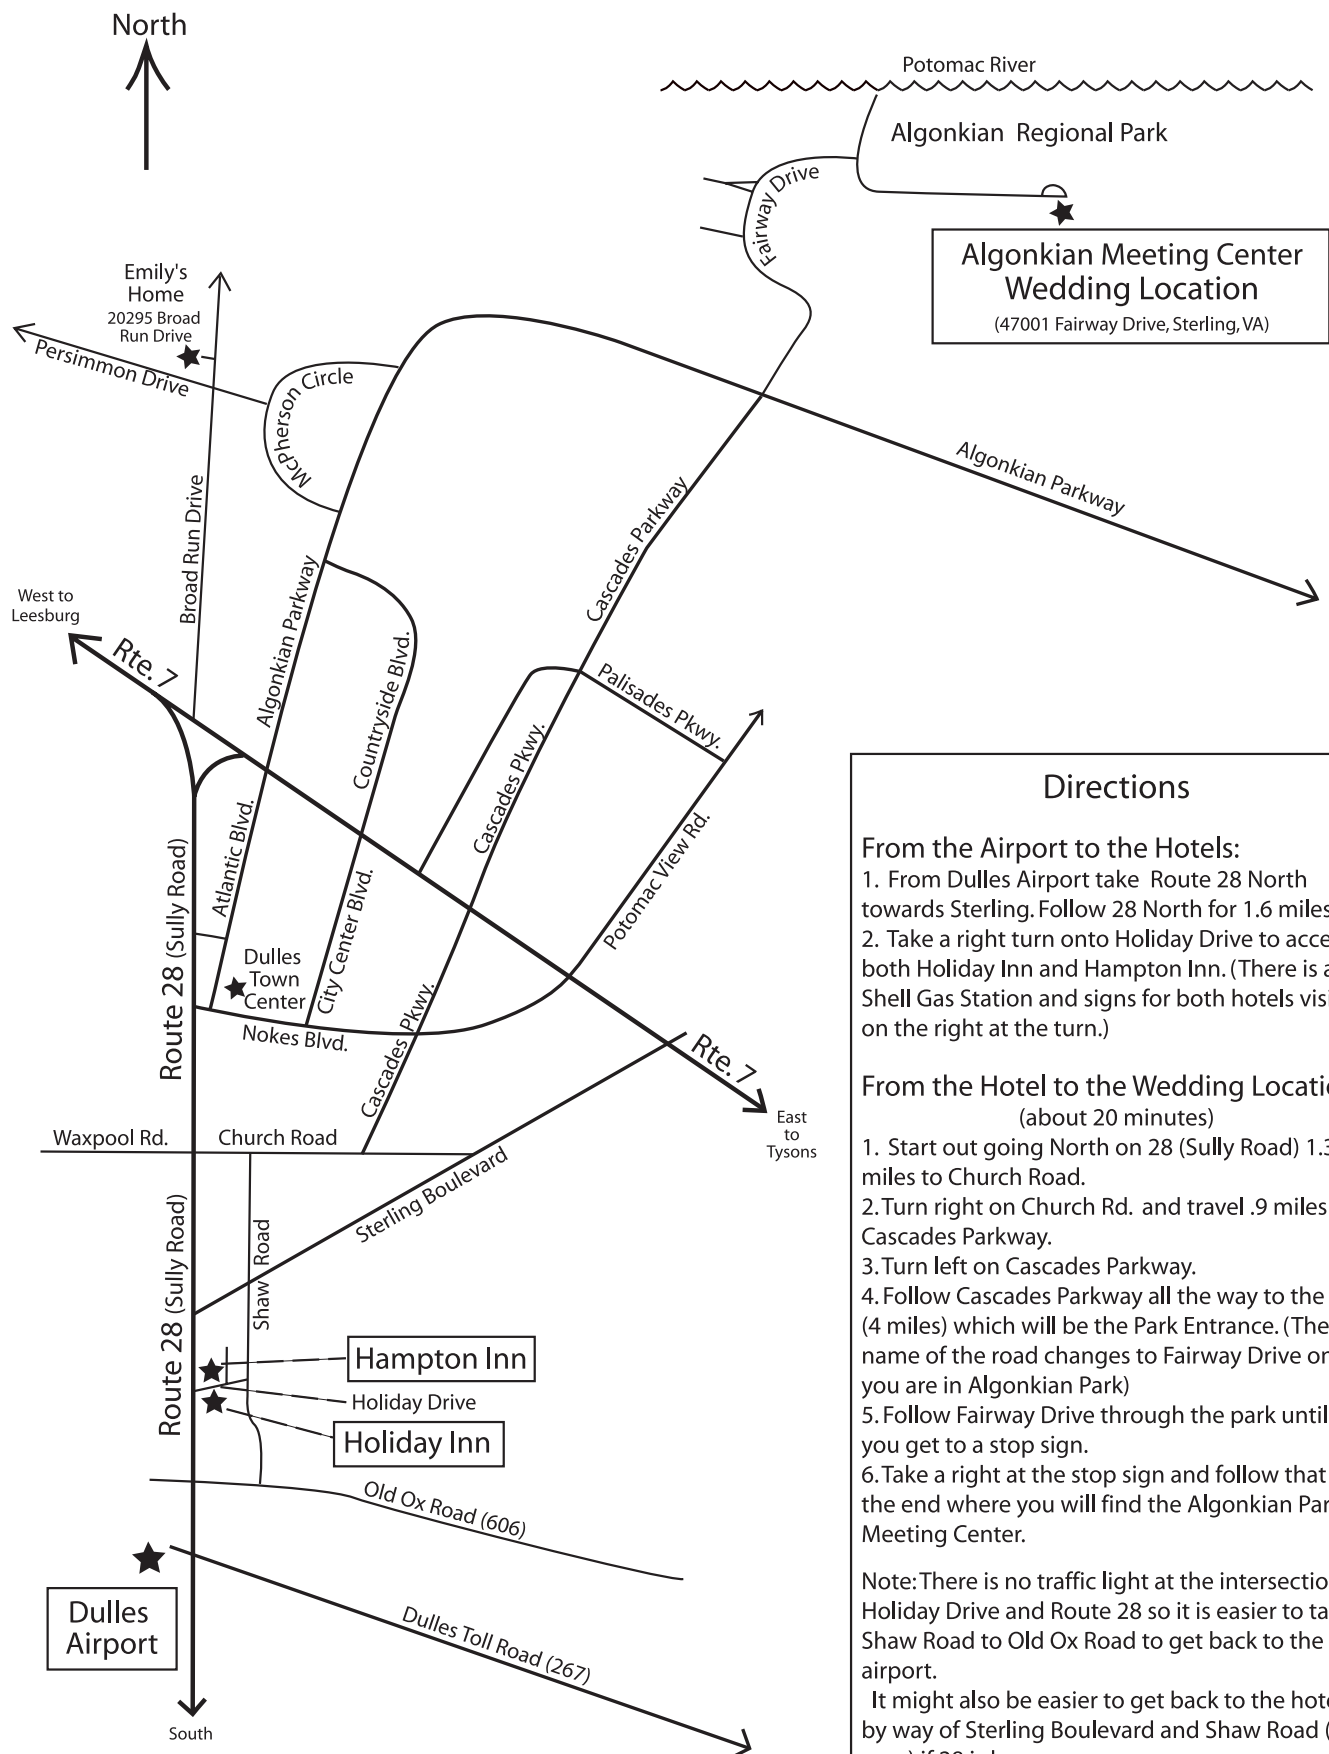 North
Potomac River
Algonkian Regional Park
Fairway Drive
Algonkian Meeting Center
Wedding Location
(47001 Fairway Drive, Sterling, VA)
Emily's
Home
20295 Broad
Run Drive
Persimmon Drive
McPherson Circle
Algonkian Parkway
Broad Run Drive
Cascades Parkway
West to
Leesburg
Rte. 7
Algonkian Parkway
Countryside Blvd.
Palisades Pkwy.
Cascades Pkwy.
Potomac View Rd.
Atlantic Blvd.
City Center Blvd.
Route 28 (Sully Road)
Dulles
Town
Center
Nokes Blvd.
Cascades Pkwy.
Rte. 7
East
to
Tysons
Waxpool Rd.
Church Road
Sterling Boulevard
Shaw Road
Route 28 (Sully Road)
Hampton Inn
Holiday Drive
Holiday Inn
Old Ox Road (606)
Dulles
Airport
Dulles Toll Road (267)
South
Directions
From the Airport to the Hotels:
1. From Dulles Airport take Route 28 North
towards Sterling. Follow 28 North for 1.6 miles
2. Take a right turn onto Holiday Drive to
both Holiday Inn and Hampton Inn. (There is a
Shell Gas Station and signs for both hotels
on the right at the turn.)
From the Hotel to the Wedding
(about 20 minutes)
1. Start out going North on 28 (Sully Road) 1.3
miles to Church Road.
2. Turn right on Church Rd. and travel .9 miles
Cascades Parkway.
3. Turn left on Cascades Parkway.
4. Follow Cascades Parkway all the way to the
(4 miles) which will be the Park Entrance. (The
name of the road changes to Fairway Drive
you are in Algonkian Park)
5. Follow Fairway Drive through the park until
you get to a stop sign.
6. Take a right at the stop sign and follow that
the end where you will find the Algonkian
Meeting Center.
Note: There is no traffic light at the
Holiday Drive and Route 28 so it is easier to
Shaw Road to Old Ox Road to get back to the
airport.
It might also be easier to get back to the
by way of Sterling Boulevard and Shaw Road